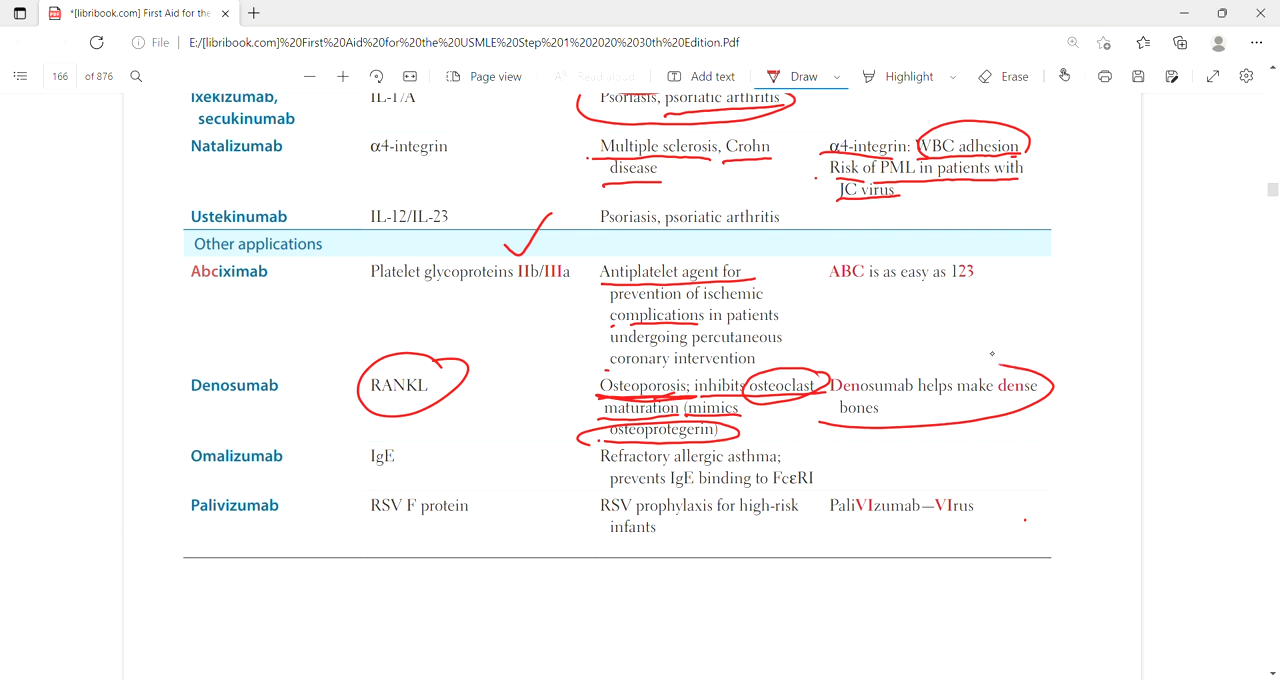 *[libribook.com] First Aid for the
File
E:/[libribook.com]%20First%20Aid%20for%20the%20USMLE%20Step%201%202020%2030th%20Edition.Pdf
166 of 876
Page view
Read aloud
Add text
Draw
Highlight
Erase
Ixekizumab, IL-17A Psoriasis, psoriatic arthritis
secukinumab
Natalizumab α4-integrin Multiple sclerosis, Crohn α4-integrin: WBC adhesion
disease Risk of PML in patients with
JC virus
Ustekinumab IL-12/IL-23 Psoriasis, psoriatic arthritis
Other applications
Abciximab Platelet glycoproteins IIb/IIIa Antiplatelet agent for ABC is as easy as 123
prevention of ischemic
complications in patients
undergoing percutaneous
coronary intervention
Denosumab RANKL Osteoporosis; inhibits osteoclast Denosumab helps make dense
maturation (mimics bones
osteoprotegerin)
Omalizumab IgE Refractory allergic asthma;
prevents IgE binding to FcεRI
Palivizumab RSV F protein RSV prophylaxis for high-risk PaliVIzumab—VIrus
infants